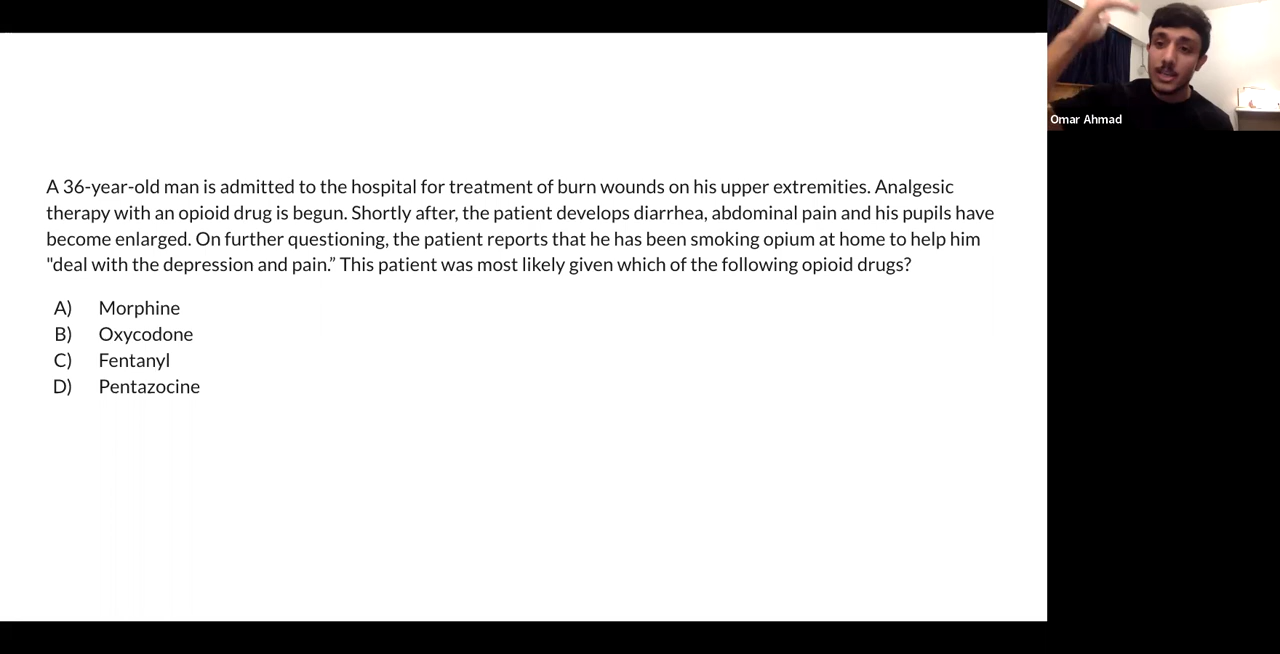 Omar Ahmad
A 36-year-old man is admitted to the hospital for treatment of burn wounds on his upper extremities. Analgesic
therapy with an opioid drug is begun. Shortly after, the patient develops diarrhea, abdominal pain and his pupils have
become enlarged. On further questioning, the patient reports that he has been smoking opium at home to help him
"deal with the depression and pain.” This patient was most likely given which of the following opioid drugs?
A) Morphine
B) Oxycodone
C) Fentanyl
D) Pentazocine